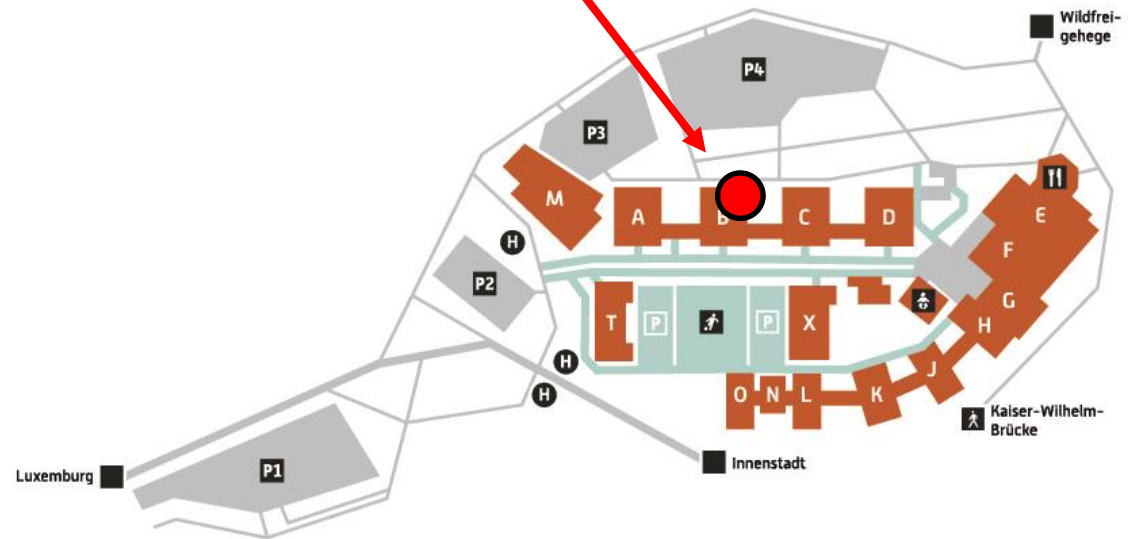 Wildfrei-
gehege
P4
P3
M
A
B
C
D
E
F
G
H
H
P2
T
P
P
X
H
H
J
O
N
L
K
Kaiser-Wilhelm-
Brücke
Luxemburg
P1
Innenstadt